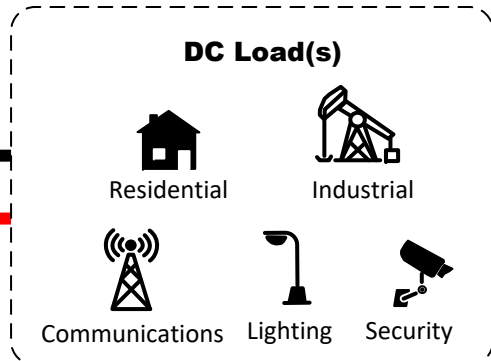 DC Load(s)
Residential Industrial
Communications Lighting Security